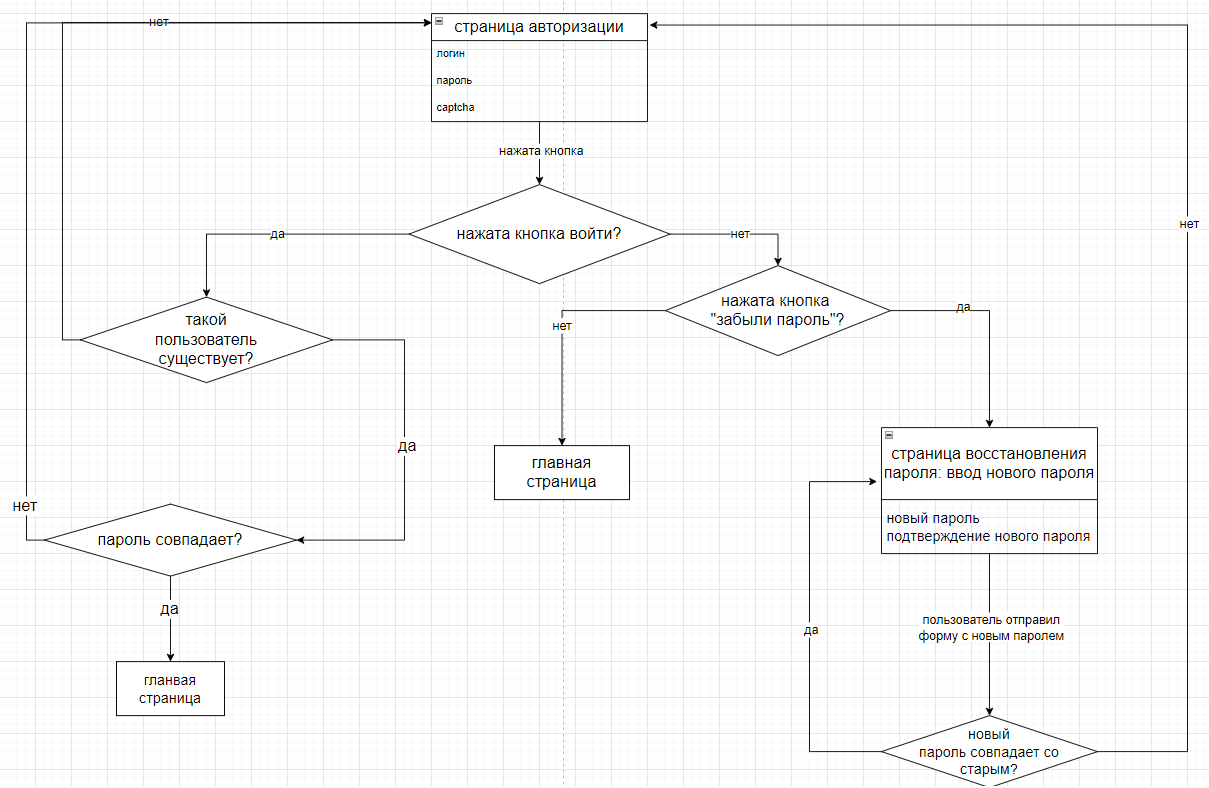 нет
страница авторизации
логин
пароль
captcha
нажата кнопка
нажата кнопка войти?
да
нет
нет
такой
пользователь
существует?
нажата кнопка
"забыли пароль"?
да
нет
да
главная
страница
страница восстановления
пароля: ввод нового пароля
новый пароль
подтверждение нового пароля
нет
пароль совпадает?
да
гланвая
страница
пользователь отправил
форму с новым паролем
да
новый
пароль совпадает со
старым?